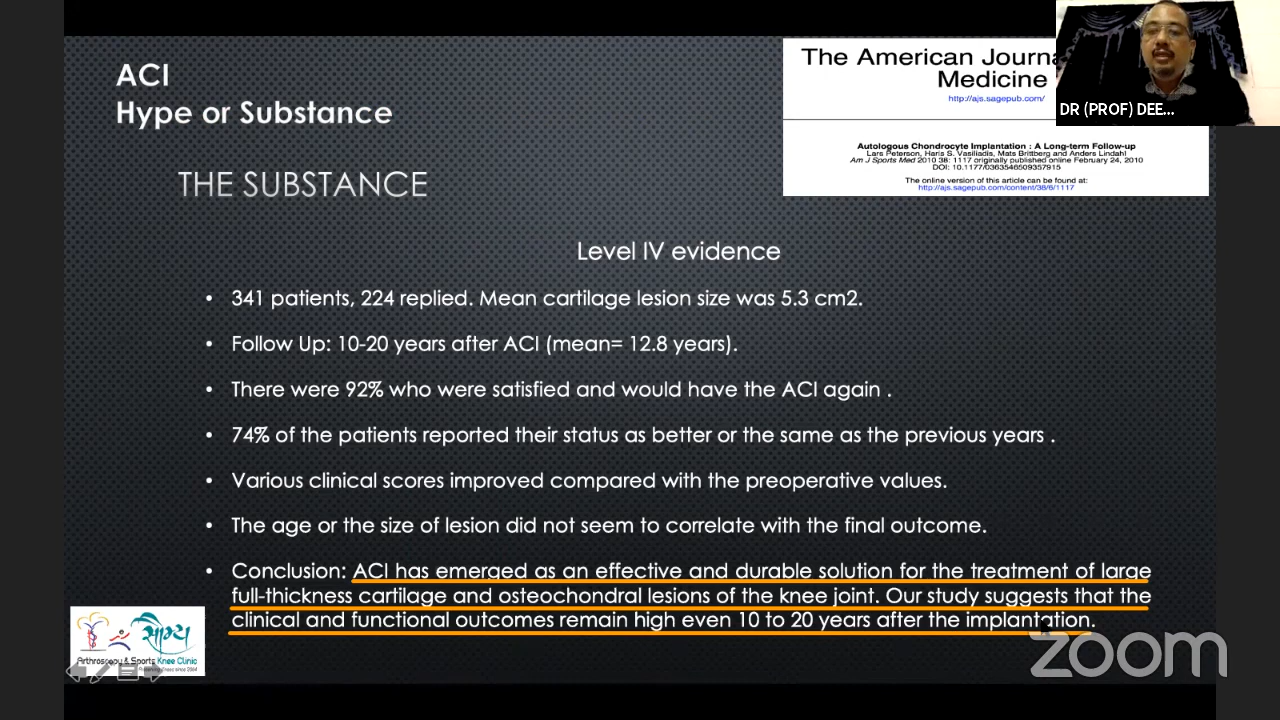 ACI
Hype or Substance
THE SUBSTANCE
The American Journa
Medicine
http://ajs.sagepub.com/
DR (PROF) DEE...
Autologous Chondrocyte Implantation : A Long-term Follow-up
Lars Peterson, Haris S. Vasiliadis, Mats Brittberg and Anders Lindahl
Am J Sports Med 2010 38: 1117 originally published online February 24, 2010
DOI: 10.1177/0363546509357915
The online version of this article can be found at:
http://ajs.sagepub.com/content/38/6/1117
Level IV evidence
• 341 patients, 224 replied. Mean cartilage lesion size was 5.3 cm2.
• Follow Up: 10-20 years after ACI (mean= 12.8 years).
• There were 92% who were satisfied and would have the ACI again .
• 74% of the patients reported their status as better or the same as the previous years .
• Various clinical scores improved compared with the preoperative values.
• The age or the size of lesion did not seem to correlate with the final outcome.
• Conclusion: ACI has emerged as an effective and durable solution for the treatment of large
full-thickness cartilage and osteochondral lesions of the knee joint. Our study suggests that the
clinical and functional outcomes remain high even 10 to 20 years after the implantation.
Arthroscopy & Sports Knee Clinic
zoom